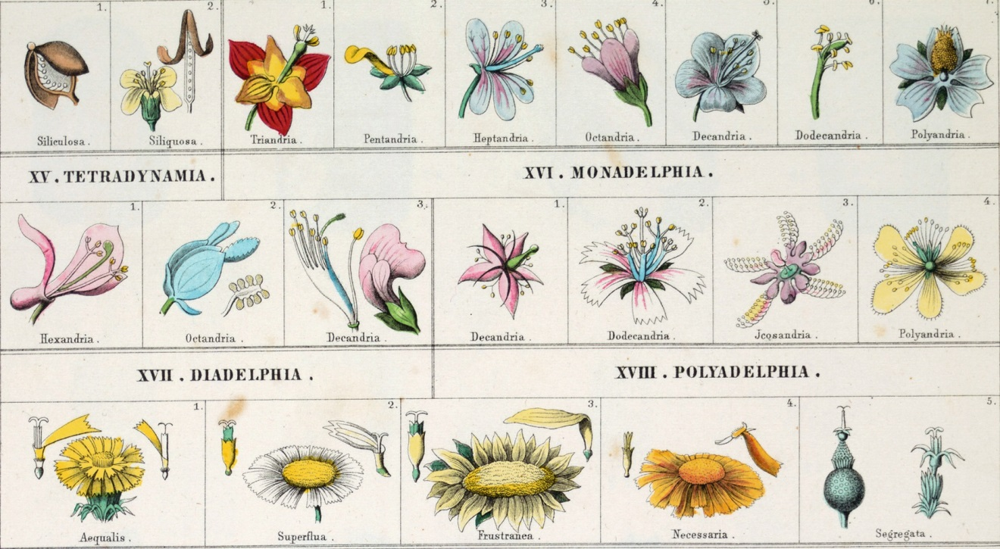 1. 2. 1. 2. 3. 4. 5. 6. 7.
Siliculosa. Siliquosa. Triandria. Pentandria. Heptandria. Octandria. Decandria. Dodecandria. Polyandria.
XV. TETRADYNAMIA. XVI. MONADELPHIA.
1. 2. 3. 1. 2. 3. 4.
Hexandria. Octandria. Decandria. Decandria. Dodecandria. Jcosandria. Polyandria.
XVII. DIADELPHIA. XVIII. POLYADELPHIA.
1. 2. 3. 4. 5.
Aequalis. Superflua. Frustranea. Necessaria. Segregata.